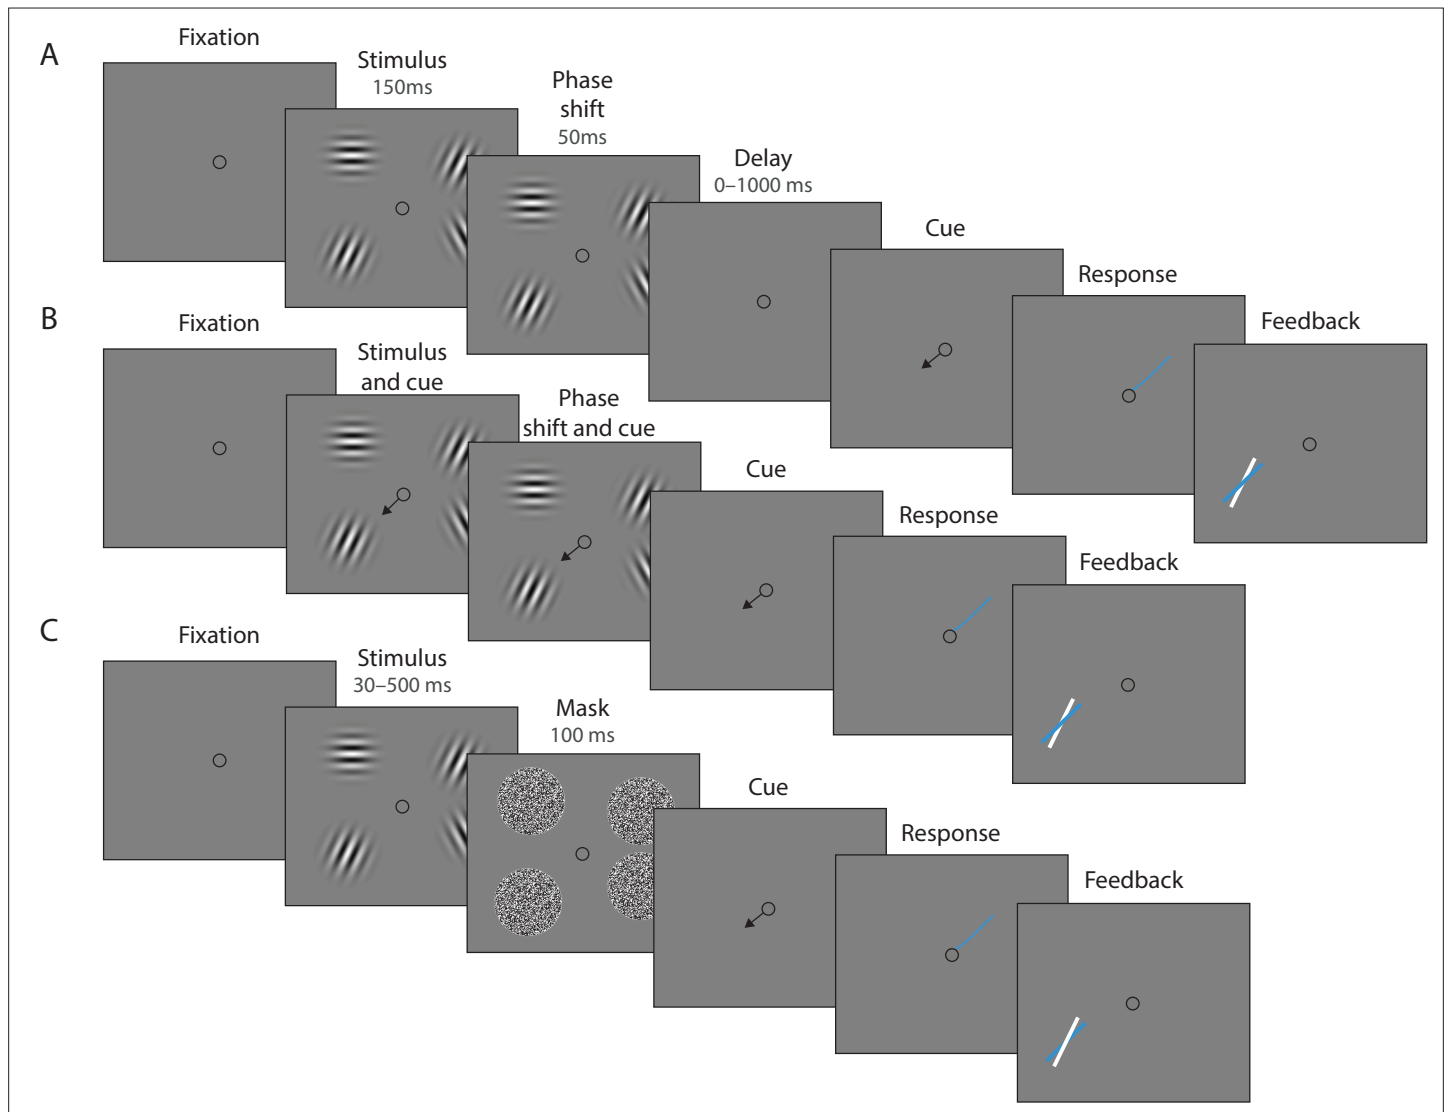 A
Fixation
Stimulus
150ms
Phase
shift
50ms
Delay
0–1000 ms
Cue
Response
Feedback
B
Fixation
Stimulus
and cue
Phase
shift and cue
Cue
Response
Feedback
C
Fixation
Stimulus
30–500 ms
Mask
100 ms
Cue
Response
Feedback